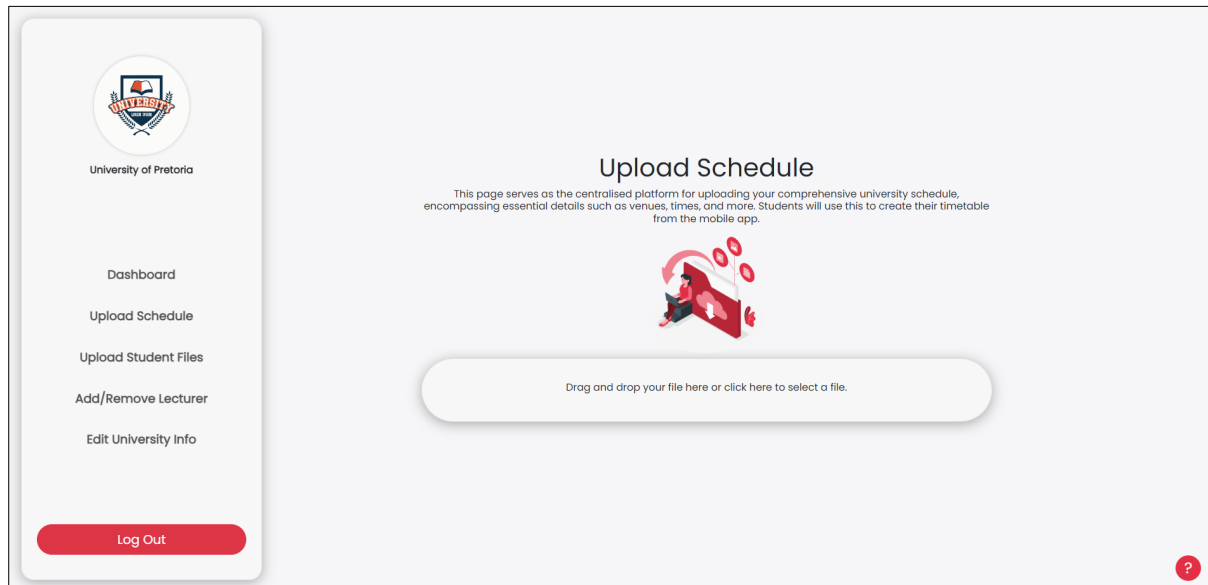 UNIVERSITY
University of Pretoria
Dashboard
Upload Schedule
Upload Student Files
Add/Remove Lecturer
Edit University Info
Log Out
Upload Schedule
This page serves as the centralised platform for uploading your comprehensive university schedule,
encompassing essential details such as venues, times, and more. Students will use this to create their timetable
from the mobile app.
Drag and drop your file here or click here to select a file.
?